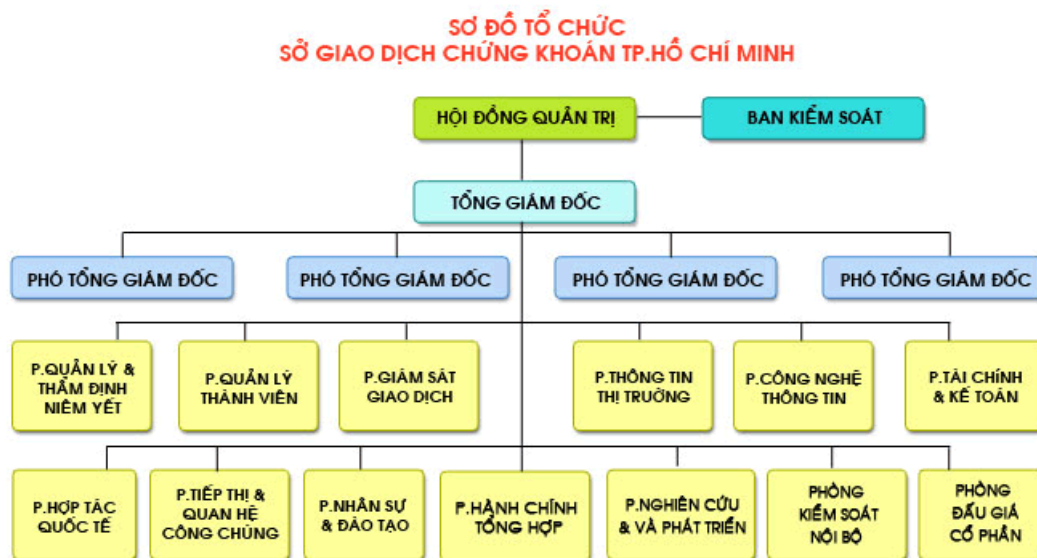 SƠ ĐỒ TỔ CHỨC
SỞ GIAO DỊCH CHỨNG KHOÁN TP.HỒ CHÍ MINH
HỘI ĐỒNG QUẢN TRỊ
BAN KIỂM SOÁT
TỔNG GIÁM ĐỐC
PHÓ TỔNG GIÁM ĐỐC
PHÓ TỔNG GIÁM ĐỐC
PHÓ TỔNG GIÁM ĐỐC
PHÓ TỔNG GIÁM ĐỐC
P.QUẢN LÝ &
THẨM ĐỊNH
NIÊM YẾT
P.QUẢN LÝ
THÀNH VIÊN
P.GIÁM SÁT
GIAO DỊCH
P.THÔNG TIN
THỊ TRƯỜNG
P.CÔNG NGHỆ
THÔNG TIN
P.TÀI CHÍNH
& KẾ TOÁN
P.HỢP TÁC
QUỐC TẾ
P.TIẾP THỊ &
QUAN HỆ
CÔNG CHÚNG
P.NHÂN SỰ
& ĐÀO TẠO
P.HÀNH CHÍNH
TỔNG HỢP
P.NGHIÊN CỨU
& VÀ PHÁT TRIỂN
PHÒNG
KIỂM SOÁT
NỘI BỘ
PHÒNG
ĐẤU GIÁ
CỔ PHẦN